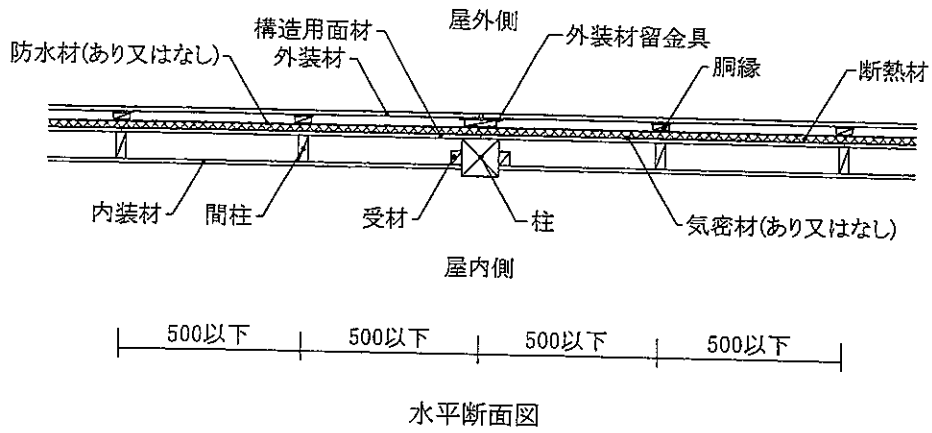 屋外側
構造用面材
外装材留金具
防水材(あり又はなし)
外装材
胴縁
断熱材
内装材
間柱
受材
柱
気密材(あり又はなし)
屋内側
500以下
500以下
500以下
500以下
水平断面図